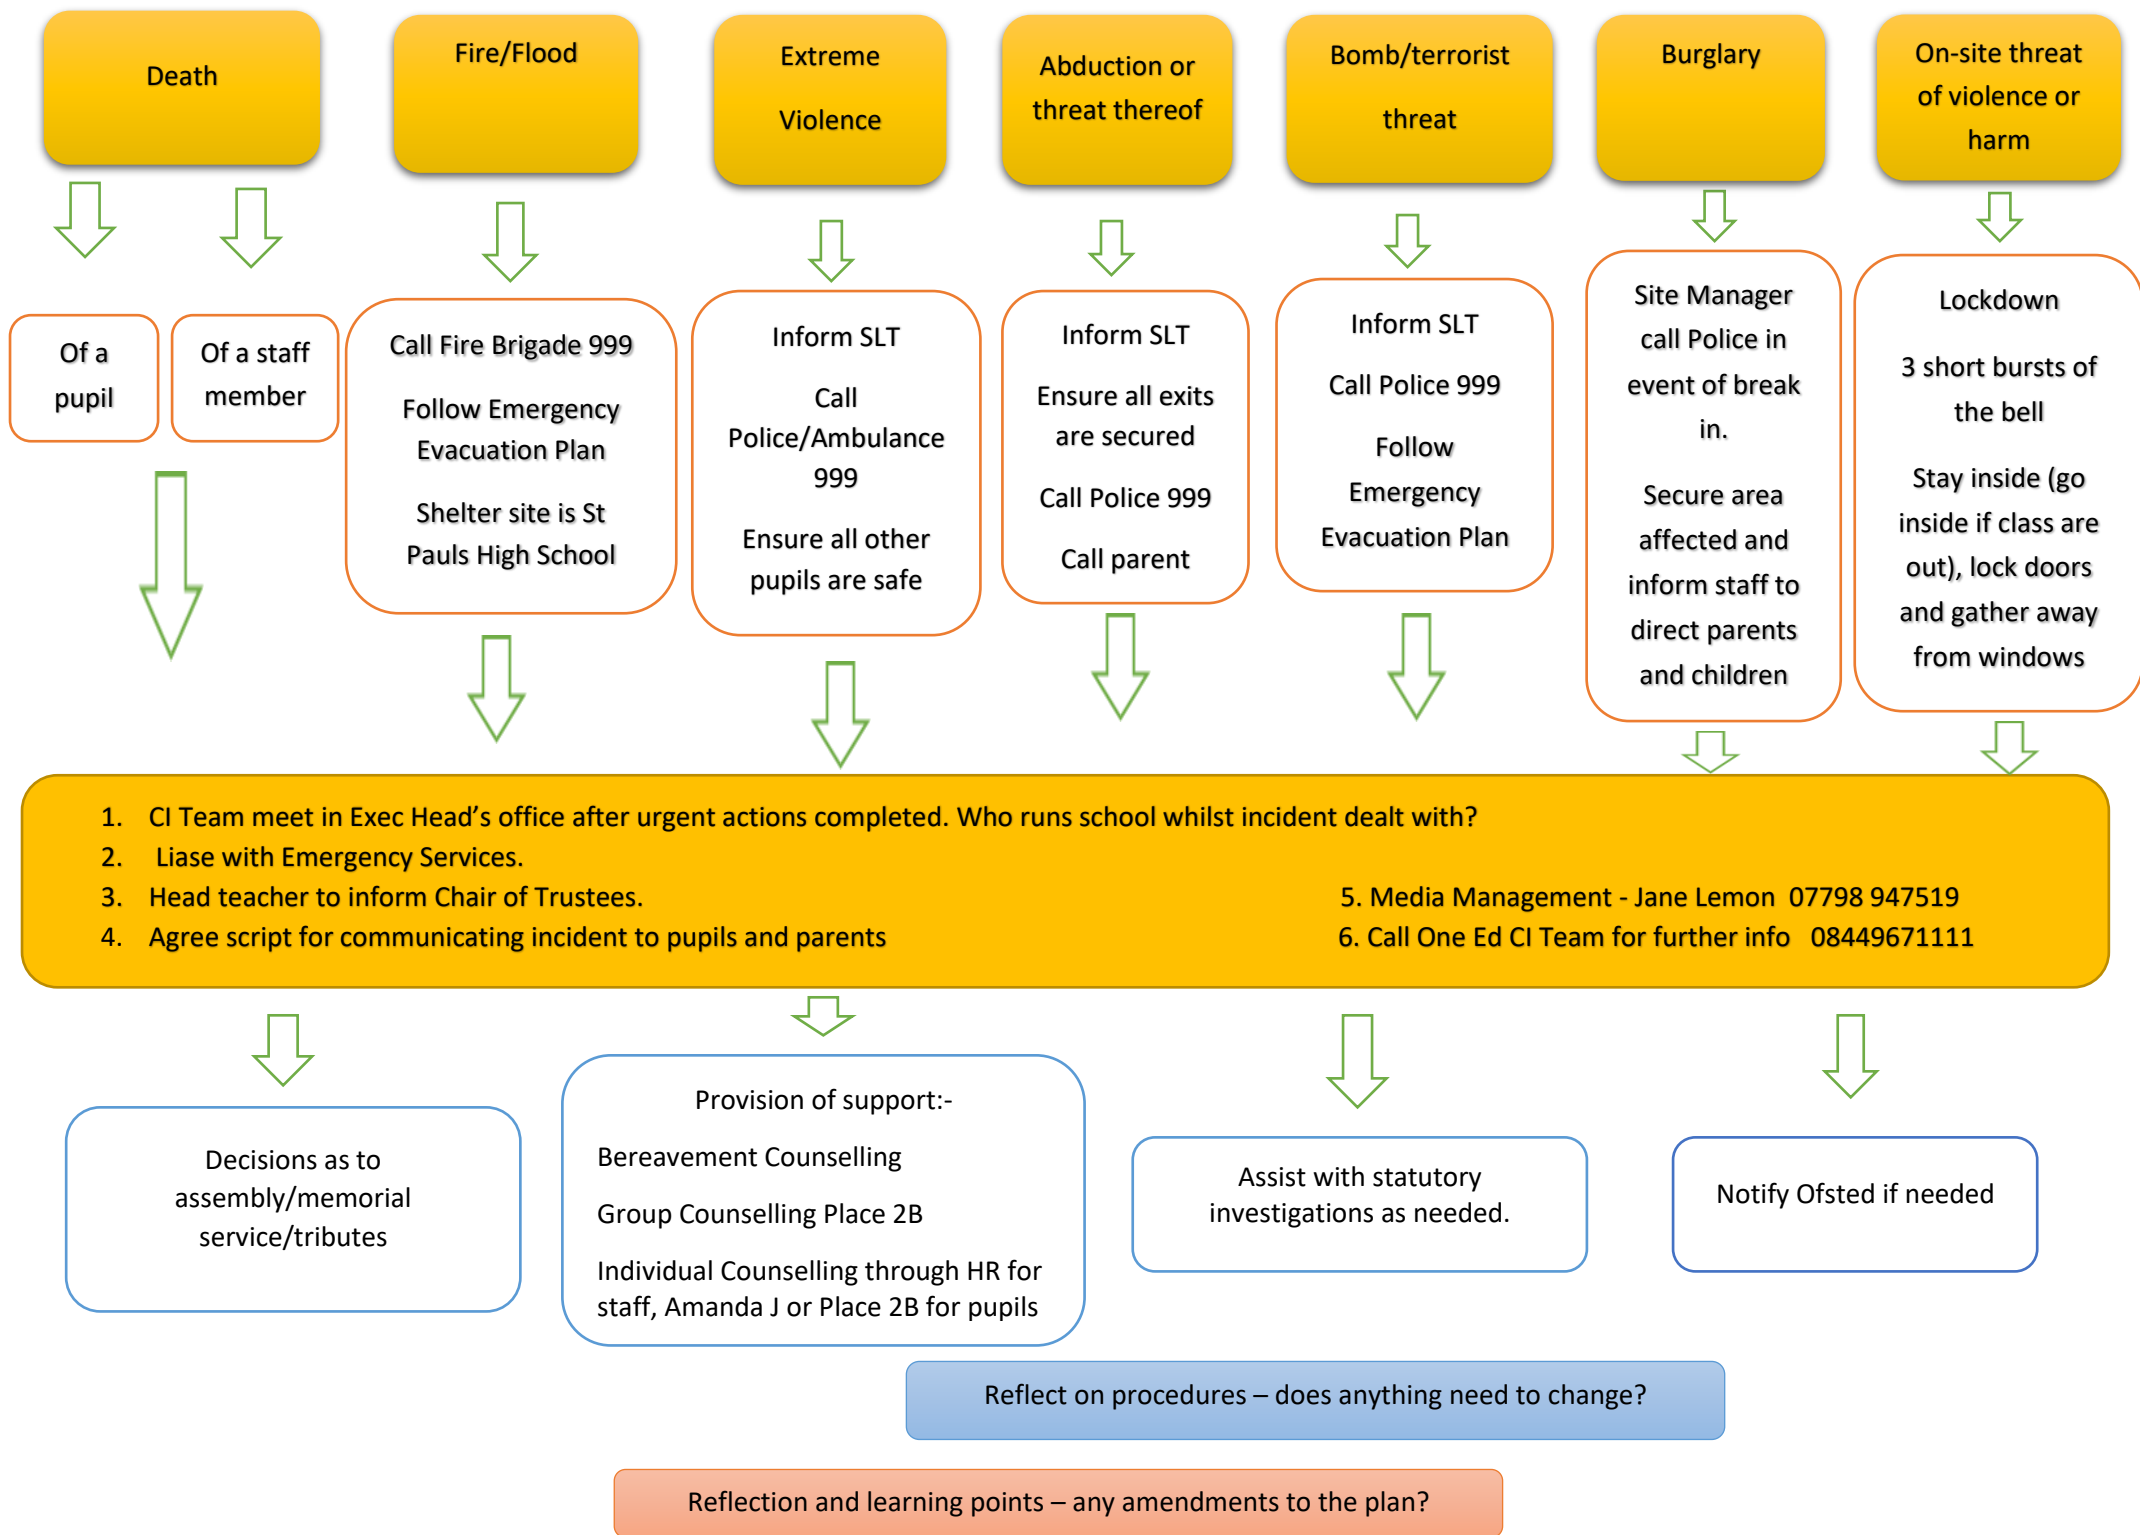 Death
Fire/Flood
Extreme
Violence
Abduction or
threat thereof
Bomb/terrorist
threat
Burglary
On-site threat
of violence or
harm
Of a
pupil
Of a staff
member
Call Fire Brigade 999
Follow Emergency
Evacuation Plan
Shelter site is St
Pauls High School
Inform SLT
Call
Police/Ambulance
999
Ensure all other
pupils are safe
Inform SLT
Ensure all exits
are secured
Call Police 999
Call parent
Inform SLT
Call Police 999
Follow
Emergency
Evacuation Plan
Site Manager
call Police in
event of break
in.
Secure area
affected and
inform staff to
direct parents
and children
Lockdown
3 short bursts of
the bell
Stay inside (go
inside if class are
out), lock doors
and gather away
from windows
1. CI Team meet in Exec Head's office after urgent actions completed. Who runs school whilst incident dealt with?
2. Liase with Emergency Services.
3. Head teacher to inform Chair of Trustees.
4. Agree script for communicating incident to pupils and parents
5. Media Management - Jane Lemon 07798 947519
6. Call One Ed CI Team for further info 08449671111
Decisions as to
assembly/memorial
service/tributes
Provision of support:-
Bereavement Counselling
Group Counselling Place 2B
Individual Counselling through HR for
staff, Amanda J or Place 2B for pupils
Assist with statutory
investigations as needed.
Notify Ofsted if needed
Reflect on procedures – does anything need to change?
Reflection and learning points – any amendments to the plan?